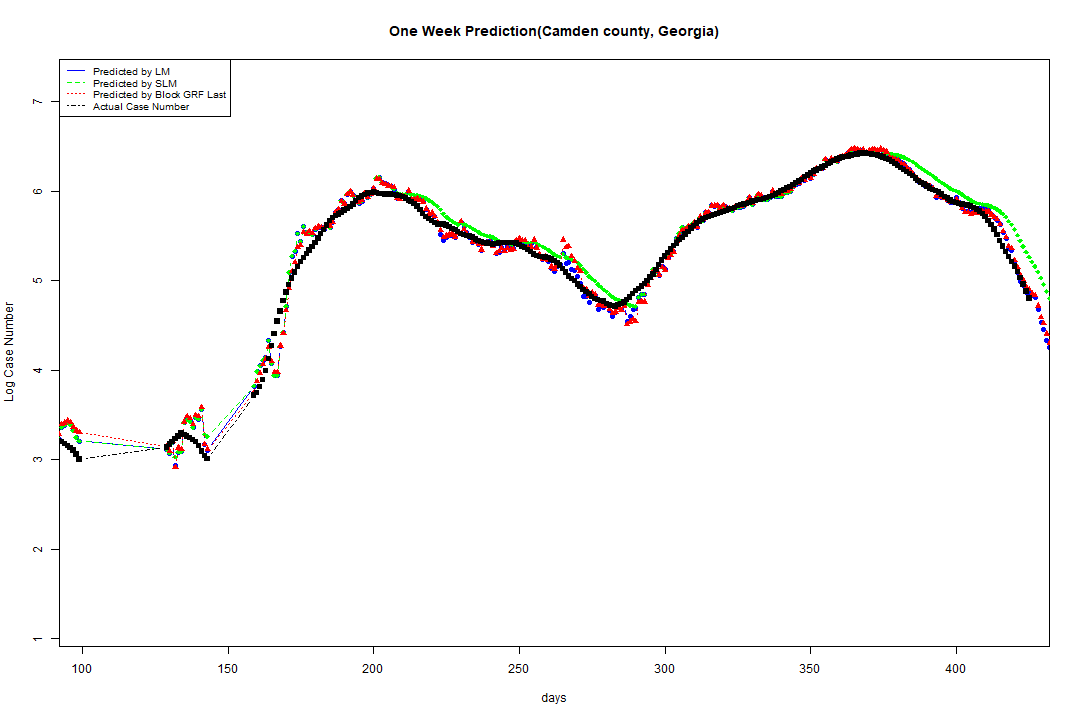 One Week Prediction(Camden county, Georgia)
Predicted by LM
Predicted by SLM
Predicted by Block GRF Last
Actual Case Number
7
6
5
4
3
2
1
Log Case Number
100 150 200 250 300 350 400
days